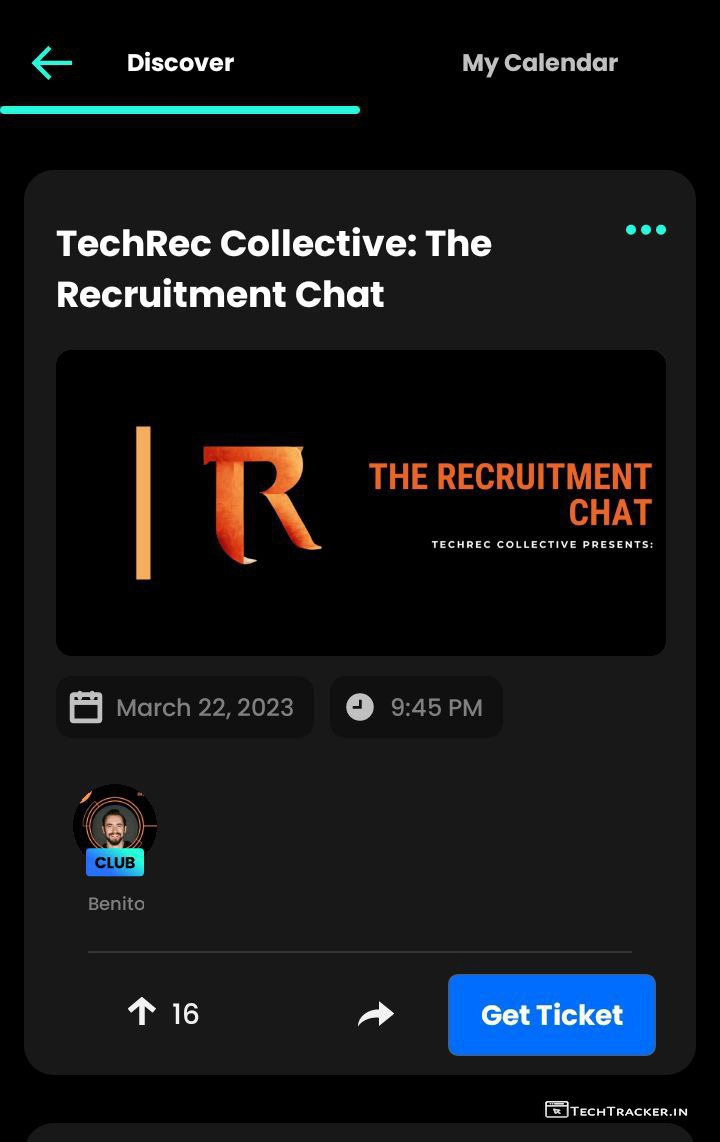 Discover
My Calendar
TechRec Collective: The
Recruitment Chat
THE RECRUITMENT
CHAT
TECHREC COLLECTIVE PRESENTS:
March 22, 2023
9:45 PM
CLUB
Benito
16
Get Ticket
TECHTRACKER.IN